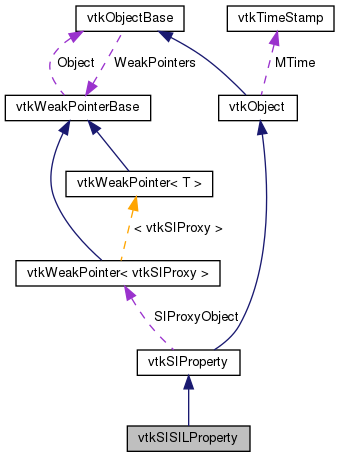 vtkObjectBase
vtkTimeStamp
Object
WeakPointers
MTime
vtkWeakPointerBase
vtkObject
vtkWeakPointer< T >
< vtkSIProxy >
vtkWeakPointer< vtkSIProxy >
SIProxyObject
vtkSIProperty
vtkSISILProperty